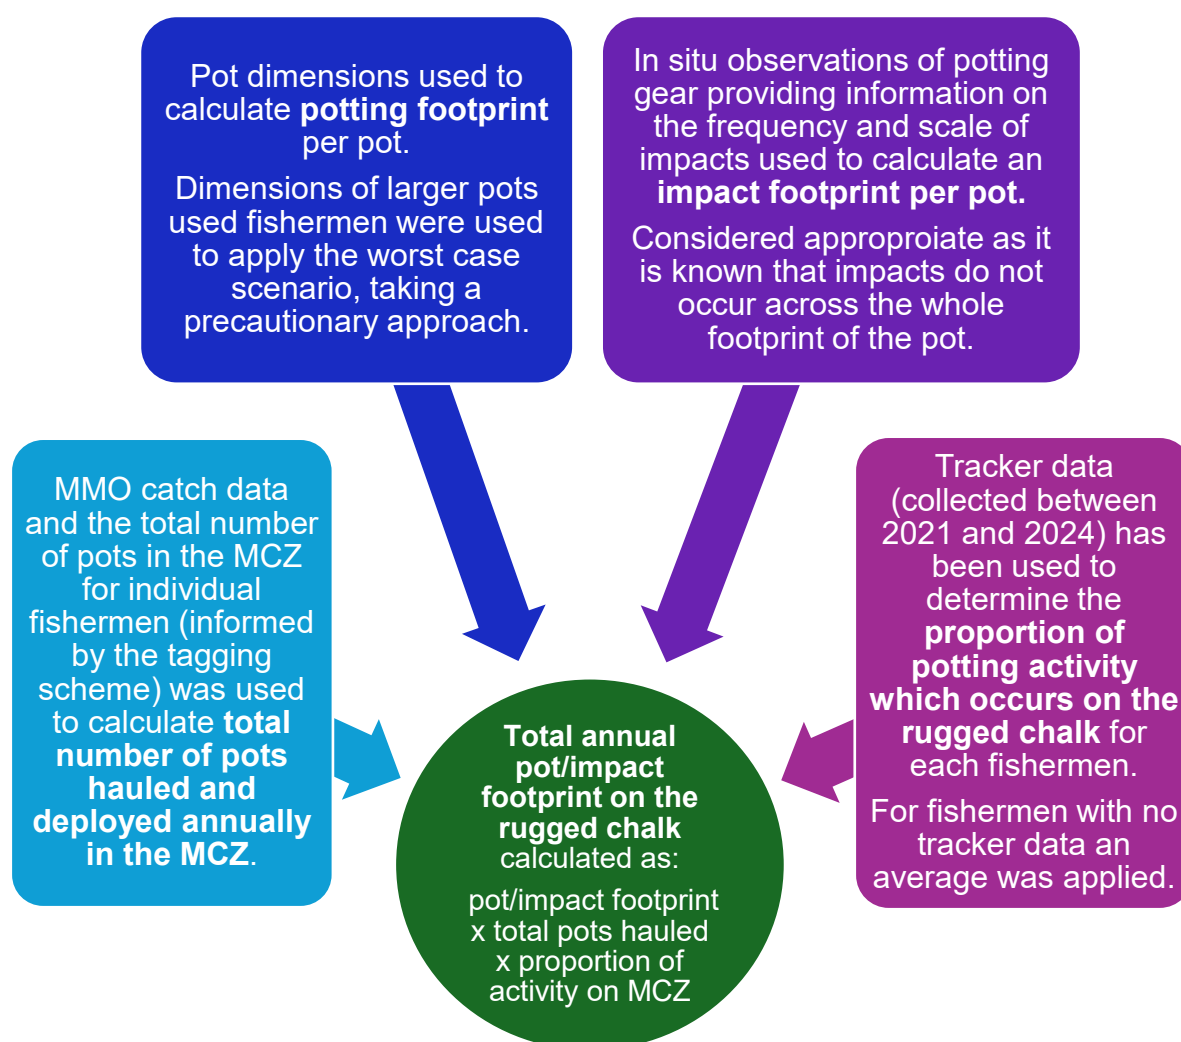 Pot dimensions used to
calculate potting footprint
per pot.
Dimensions of larger pots
used fishermen were used
to apply the worst case
scenario, taking a
precautionary approach.
In situ observations of potting
gear providing information on
the frequency and scale of
impacts used to calculate an
impact footprint per pot.
Considered approproiate as it
is known that impacts do not
occur across the whole
footprint of the pot.
MMO catch data
and the total number
of pots in the MCZ
for individual
fishermen (informed
by the tagging
scheme) was used
to calculate total
number of pots
hauled and
deployed annually
in the MCZ.
Tracker data
(collected between
2021 and 2024) has
been used to
determine the
proportion of
potting activity
which occurs on the
rugged chalk for
each fishermen.
For fishermen with no
tracker data an
average was applied.
Total annual
pot/impact
footprint on the
rugged chalk
calculated as:
pot/impact footprint
x total pots hauled
x proportion of
activity on MCZ